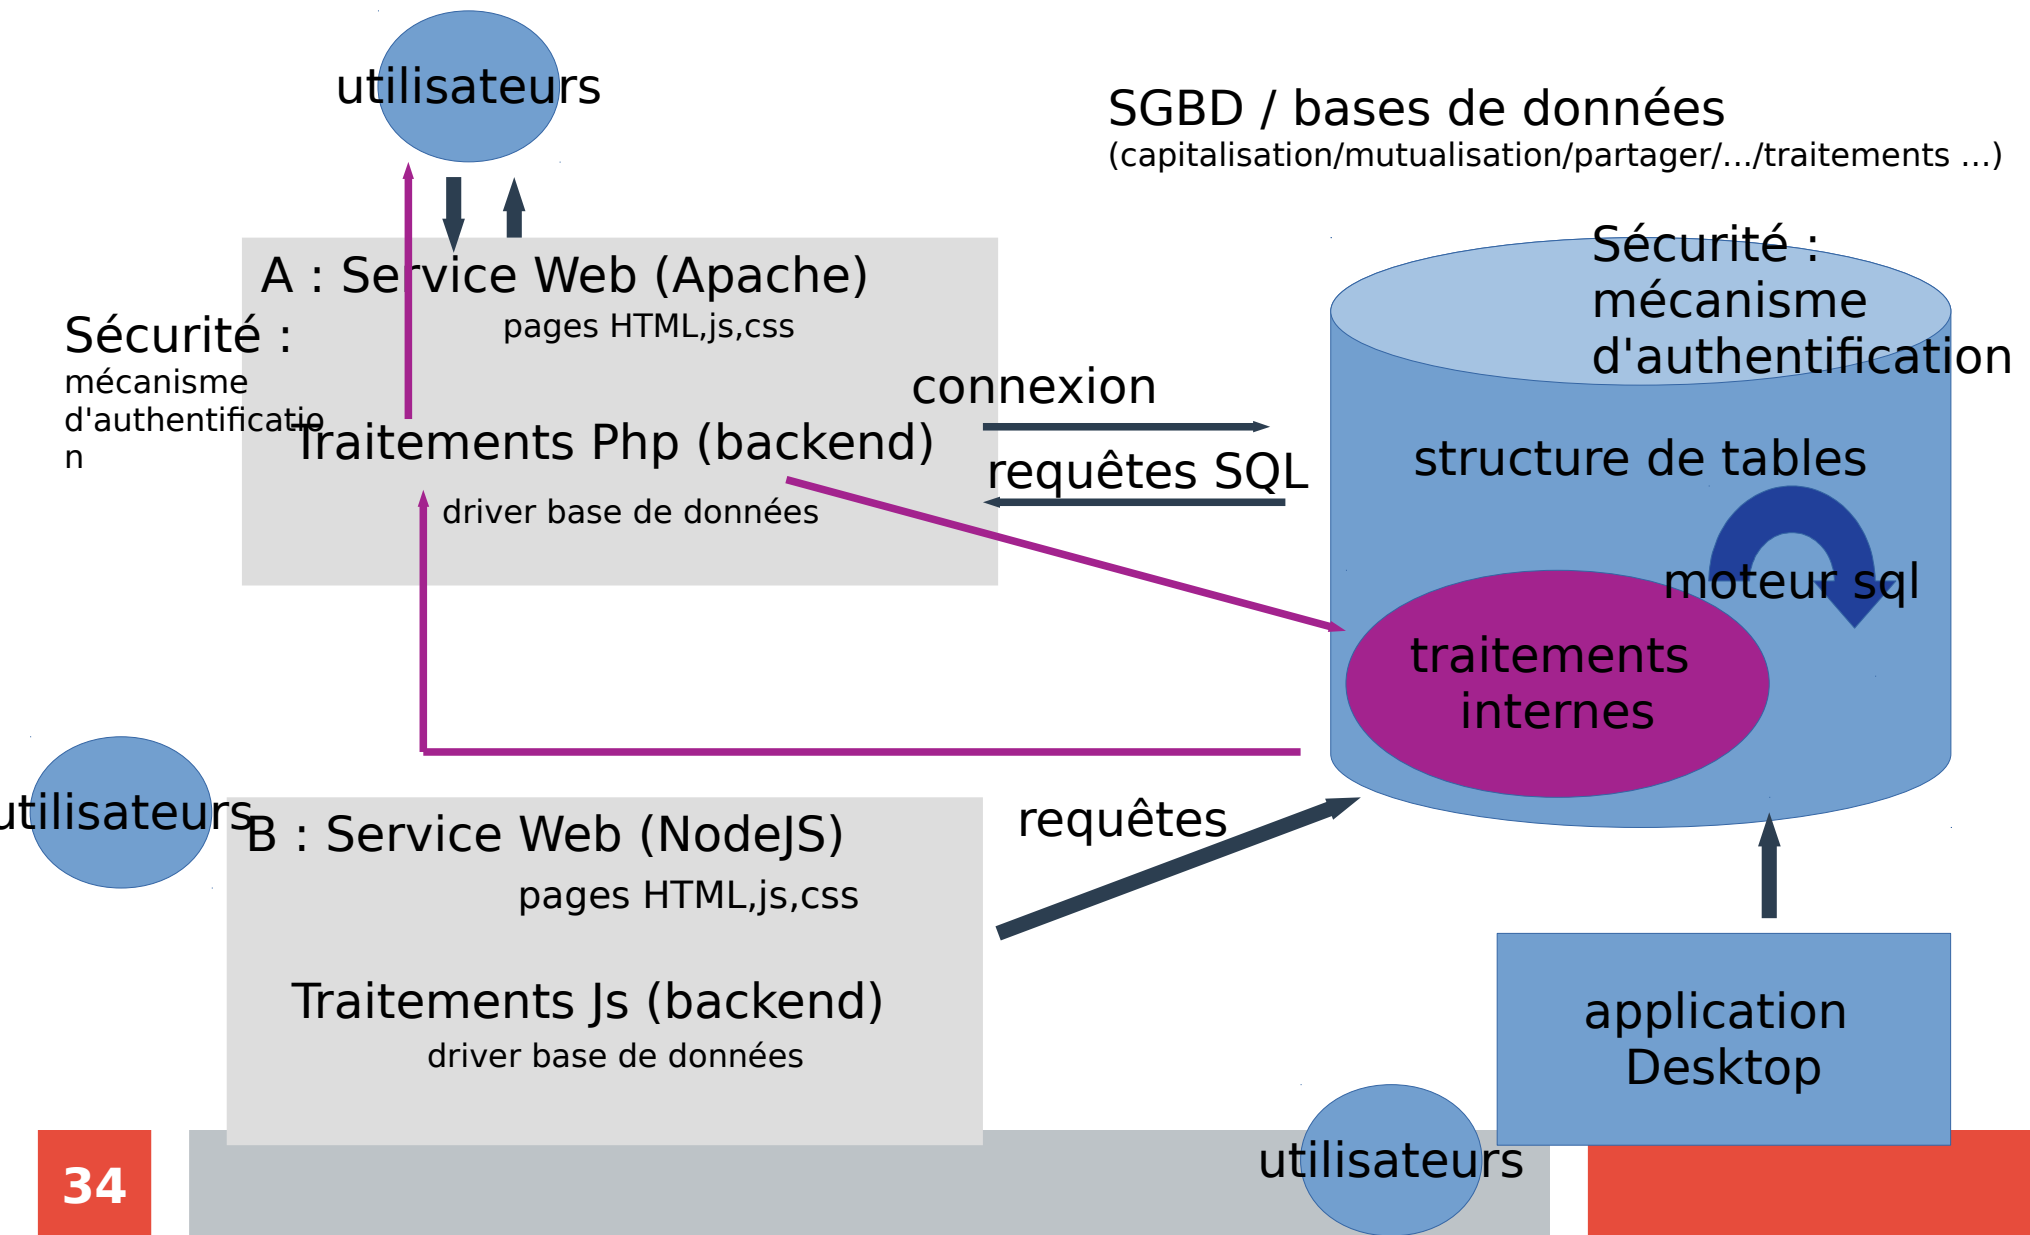 utilisateurs
SGBD / bases de données
(capitalisation/mutualisation/partager/.../traitements ...)
A : Service Web (Apache)
pages HTML,js,css
Sécurité :
mécanisme
d'authentificatio
n
Traitements Php (backend)
driver base de données
connexion
requêtes SQL
Sécurité :
mécanisme
d'authentification
structure de tables
moteur sql
traitements
internes
utilisateurs
B : Service Web (NodeJS)
pages HTML,js,css
Traitements Js (backend)
driver base de données
requêtes
application
Desktop
utilisateurs
34